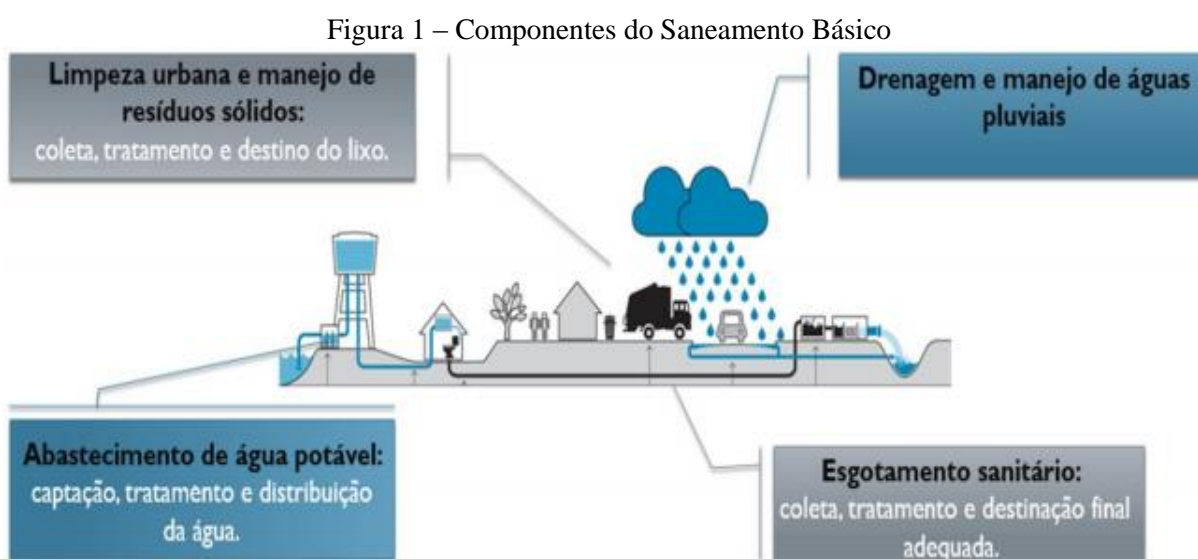 Figura 1 – Componentes do Saneamento Básico
Limpeza urbana e manejo de
resíduos sólidos:
coleta, tratamento e destino do lixo.
Drenagem e manejo de águas
pluviais
Abastecimento de água potável:
captação, tratamento e distribuição
da água.
Esgotamento sanitário:
coleta, tratamento e destinação final
adequada.